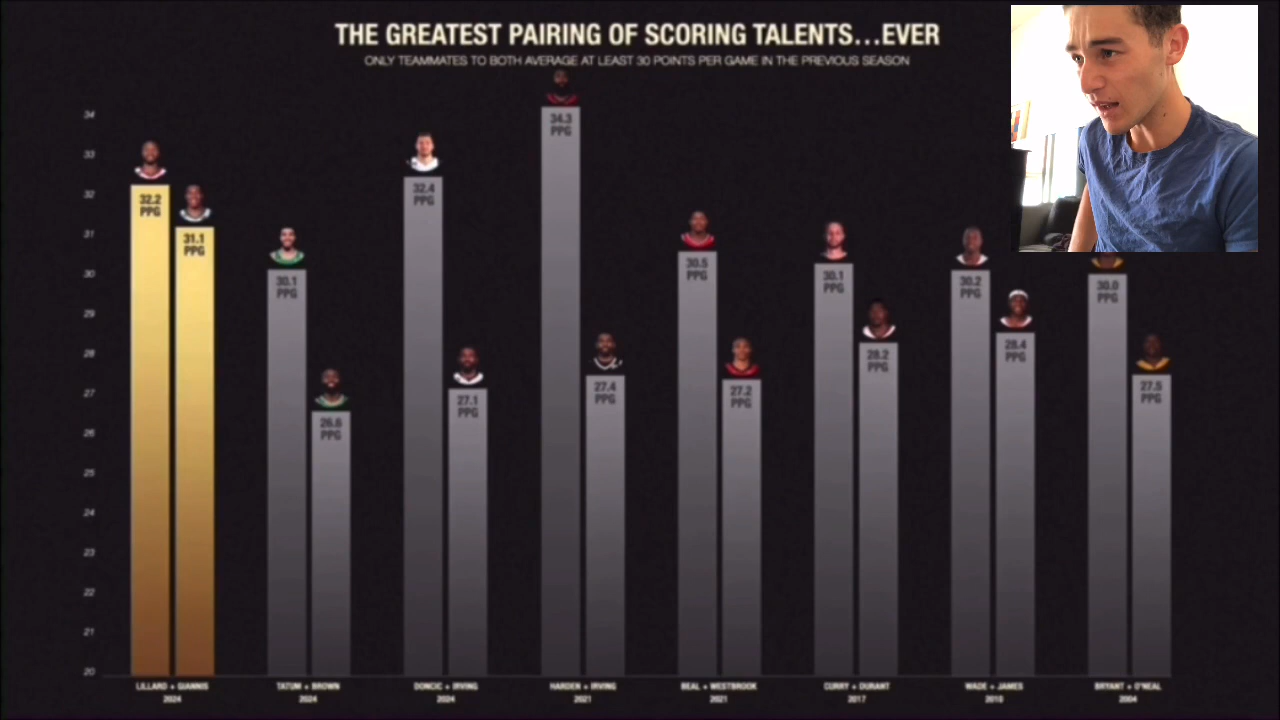 THE GREATEST PAIRING OF SCORING TALENTS...EVER
ONLY TEAMMATES TO BOTH AVERAGE AT LEAST 30 POINTS PER GAME IN THE PREVIOUS SEASON
34
33
32
31
30
29
28
27
26
25
24
23
22
21
20
32.2 PPG
31.1 PPG
30.1 PPG
26.6 PPG
32.4 PPG
27.1 PPG
34.3 PPG
27.4 PPG
30.5 PPG
27.2 PPG
30.1 PPG
28.2 PPG
30.2 PPG
28.4 PPG
30.0 PPG
27.5 PPG
LILLARD + GIANNIS
2024
TATUM + BROWN
2024
DONCIC + IRVING
2024
HARDEN + IRVING
2021
BEAL + WESTBROOK
2021
CURRY + DURANT
2017
WADE + JAMES
2010
BRYANT + O'NEAL
2004